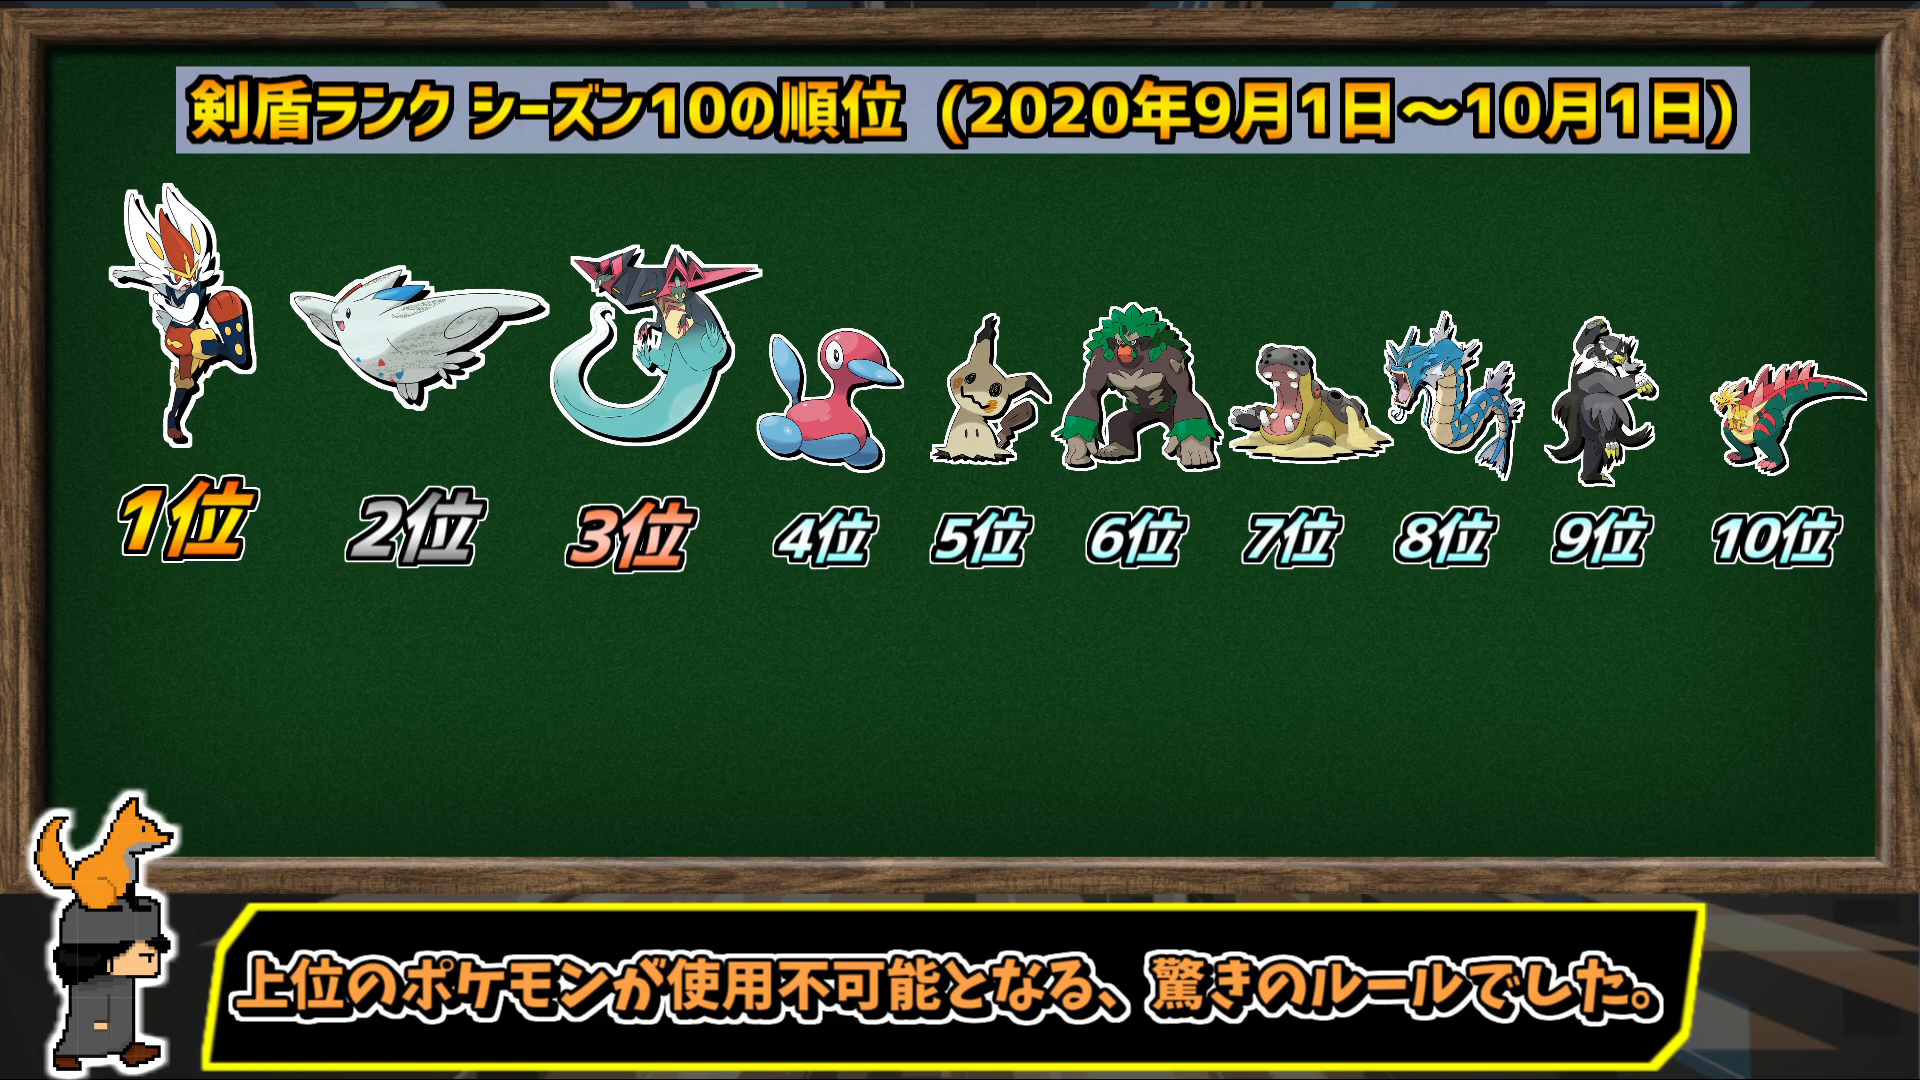 剣盾ランク シーズン10の順位 (2020年9月1日～10月1日)
1位 2位 3位 4位 5位 6位 7位 8位 9位 10位
上位のポケモンが使用不可能となる、驚きのルールでした。